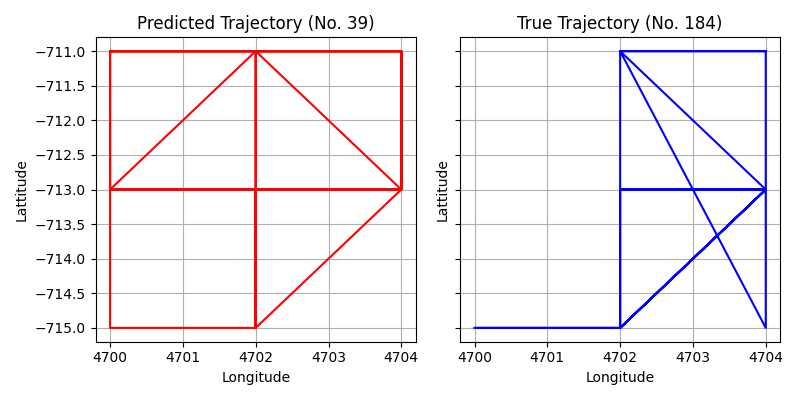 Predicted Trajectory (No. 39)
True Trajectory (No. 184)
−711.0
−711.5
−712.0
−712.5
−713.0
−713.5
−714.0
−714.5
−715.0
Lattitude
Lattitude
4700 4701 4702 4703 4704
4700 4701 4702 4703 4704
Longitude
Longitude